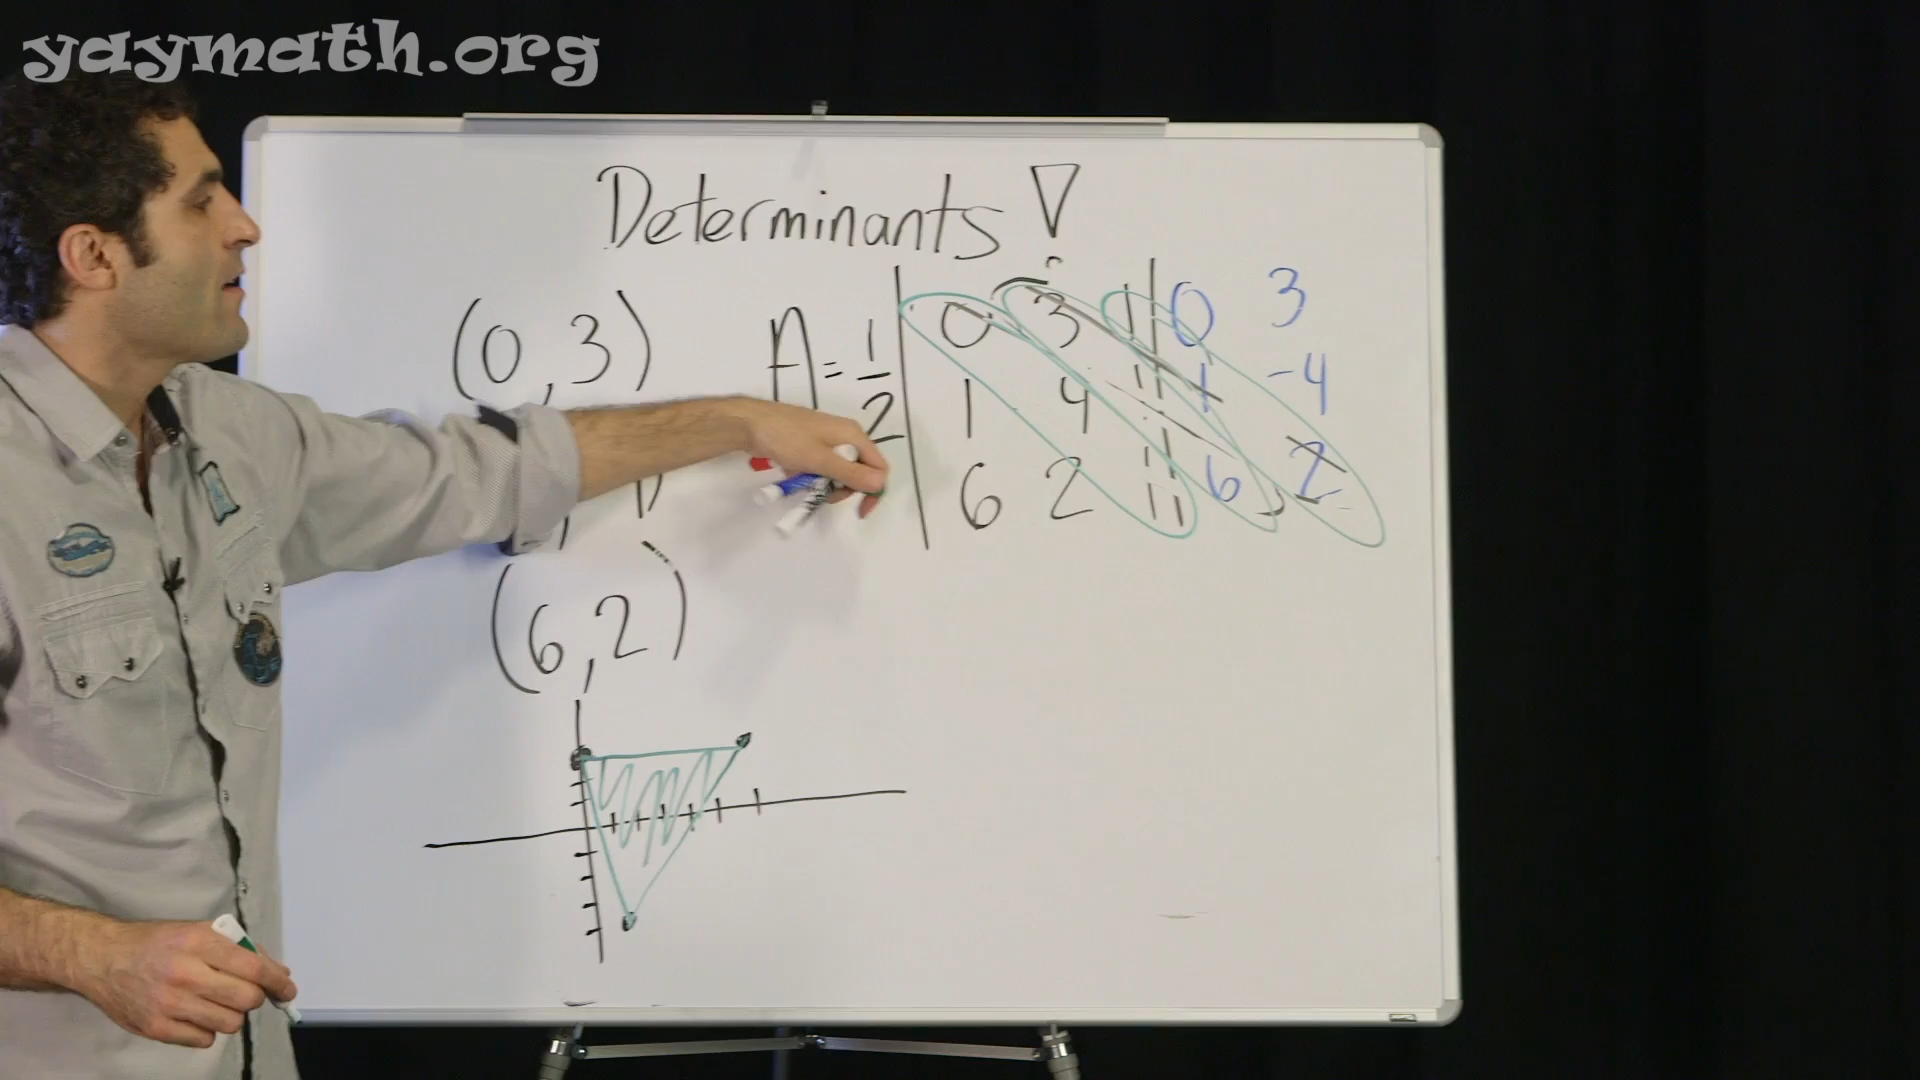 yaymath.org
Determinants
(0,3)
A = 1/2 | 0 3 1 | 0 3
1 4 1 1 -4
6 2 1 6 2
(6,2)